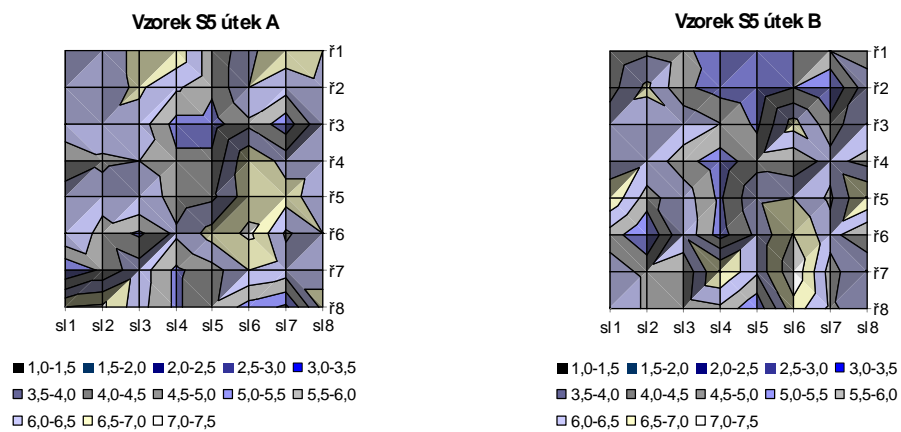 Vzorek S5 útek A
ř1
ř2
ř3
ř4
ř5
ř6
ř7
ř8
sl1 sl2 sl3 sl4 sl5 sl6 sl7 sl8
1,0-1,5 1,5-2,0 2,0-2,5 2,5-3,0 3,0-3,5
3,5-4,0 4,0-4,5 4,5-5,0 5,0-5,5 5,5-6,0
6,0-6,5 6,5-7,0 7,0-7,5
Vzorek S5 útek B
ř1
ř2
ř3
ř4
ř5
ř6
ř7
ř8
sl1 sl2 sl3 sl4 sl5 sl6 sl7 sl8
1,0-1,5 1,5-2,0 2,0-2,5 2,5-3,0 3,0-3,5
3,5-4,0 4,0-4,5 4,5-5,0 5,0-5,5 5,5-6,0
6,0-6,5 6,5-7,0 7,0-7,5